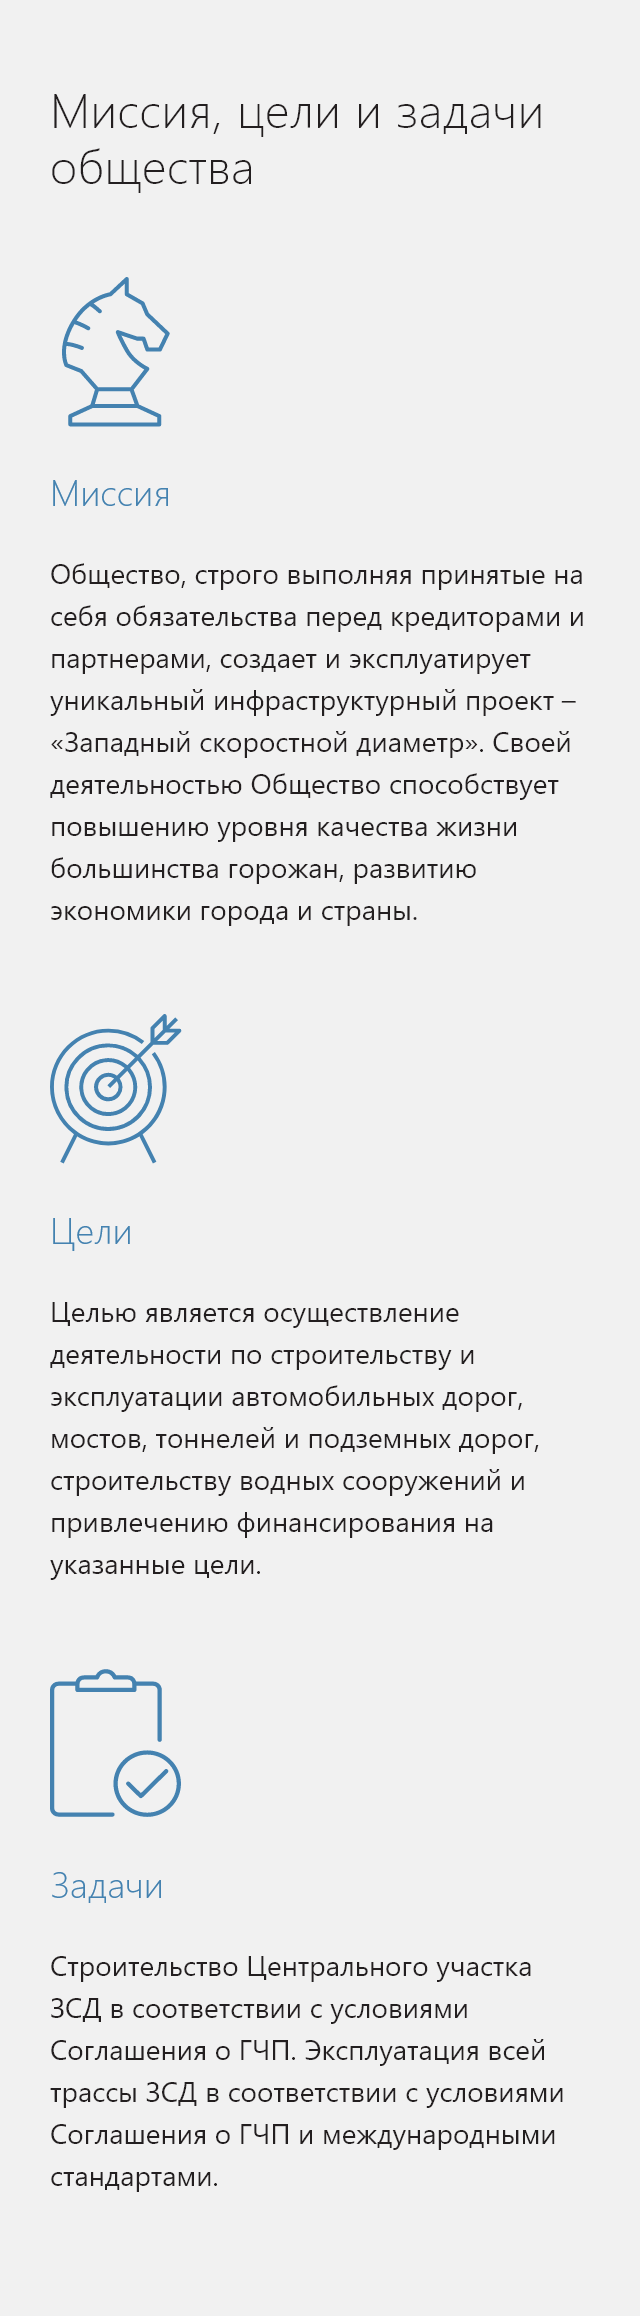 Миссия, цели и задачи
общества
Миссия
Общество, строго выполняя принятые на
себя обязательства перед кредиторами и
партнерами, создает и эксплуатирует
уникальный инфраструктурный проект –
«Западный скоростной диаметр». Своей
деятельностью Общество способствует
повышению уровня качества жизни
большинства горожан, развитию
экономики города и страны.
Цели
Целью является осуществление
деятельности по строительству и
эксплуатации автомобильных дорог,
мостов, тоннелей и подземных дорог,
строительству водных сооружений и
привлечению финансирования на
указанные цели.
Задачи
Строительство Центрального участка
ЗСД в соответствии с условиями
Соглашения о ГЧП. Эксплуатация всей
трассы ЗСД в соответствии с условиями
Соглашения о ГЧП и международными
стандартами.